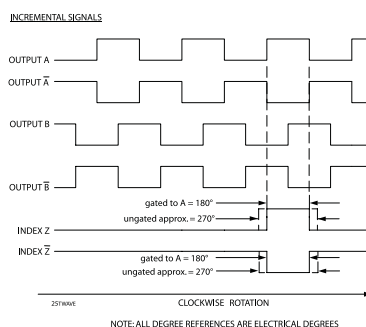 INCREMENTAL SIGNALS
OUTPUT A
OUTPUT A̅
OUTPUT B
OUTPUT B̅
gated to A = 180°
ungated approx. = 270°
INDEX Z
INDEX Z̅
gated to A = 180°
ungated approx. = 270°
25TWAVE
CLOCKWISE ROTATION
NOTE: ALL DEGREE REFERENCES ARE ELECTRICAL DEGREES